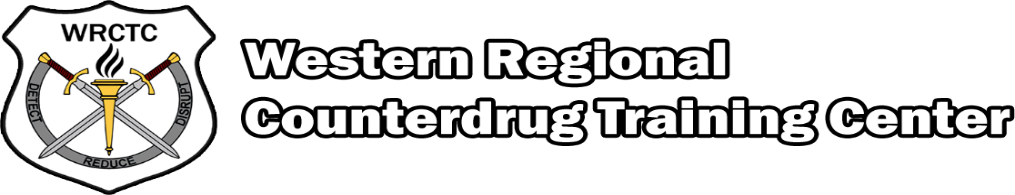 WRCTC
DETECT
DISRUPT
REDUCE
Western Regional
Counterdrug Training Center